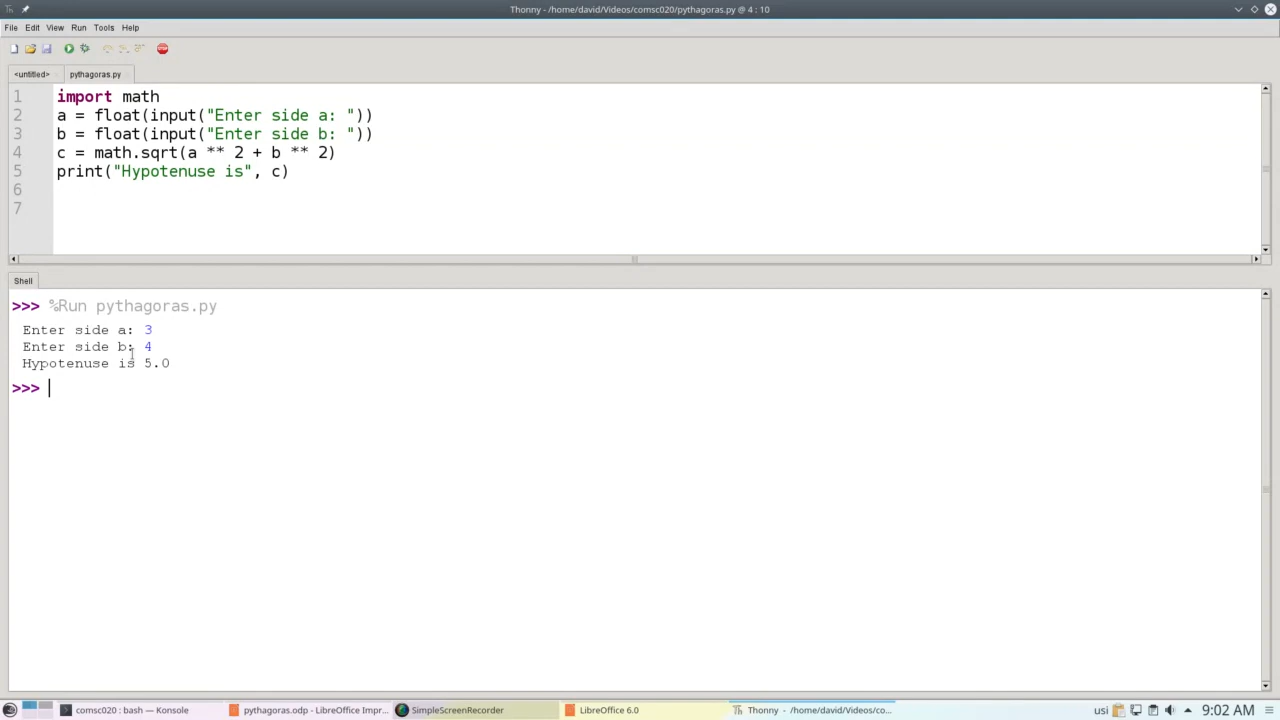 Thonny - /home/david/Videos/comsc020/pythagoras.py @ 4 : 10
File Edit View Run Tools Help
<untitled> pythagoras.py
1 import math
2 a = float(input("Enter side a: "))
3 b = float(input("Enter side b: "))
4 c = math.sqrt(a ** 2 + b ** 2)
5 print("Hypotenuse is", c)
6
7
Shell
>>> %Run pythagoras.py
Enter side a: 3
Enter side b: 4
Hypotenuse is 5.0
>>>
comsc020 : bash — Konsole pythagoras.odp - LibreOffice Impr... SimpleScreenRecorder LibreOffice 6.0 Thonny - /home/david/Videos/co... usi 9:02 AM